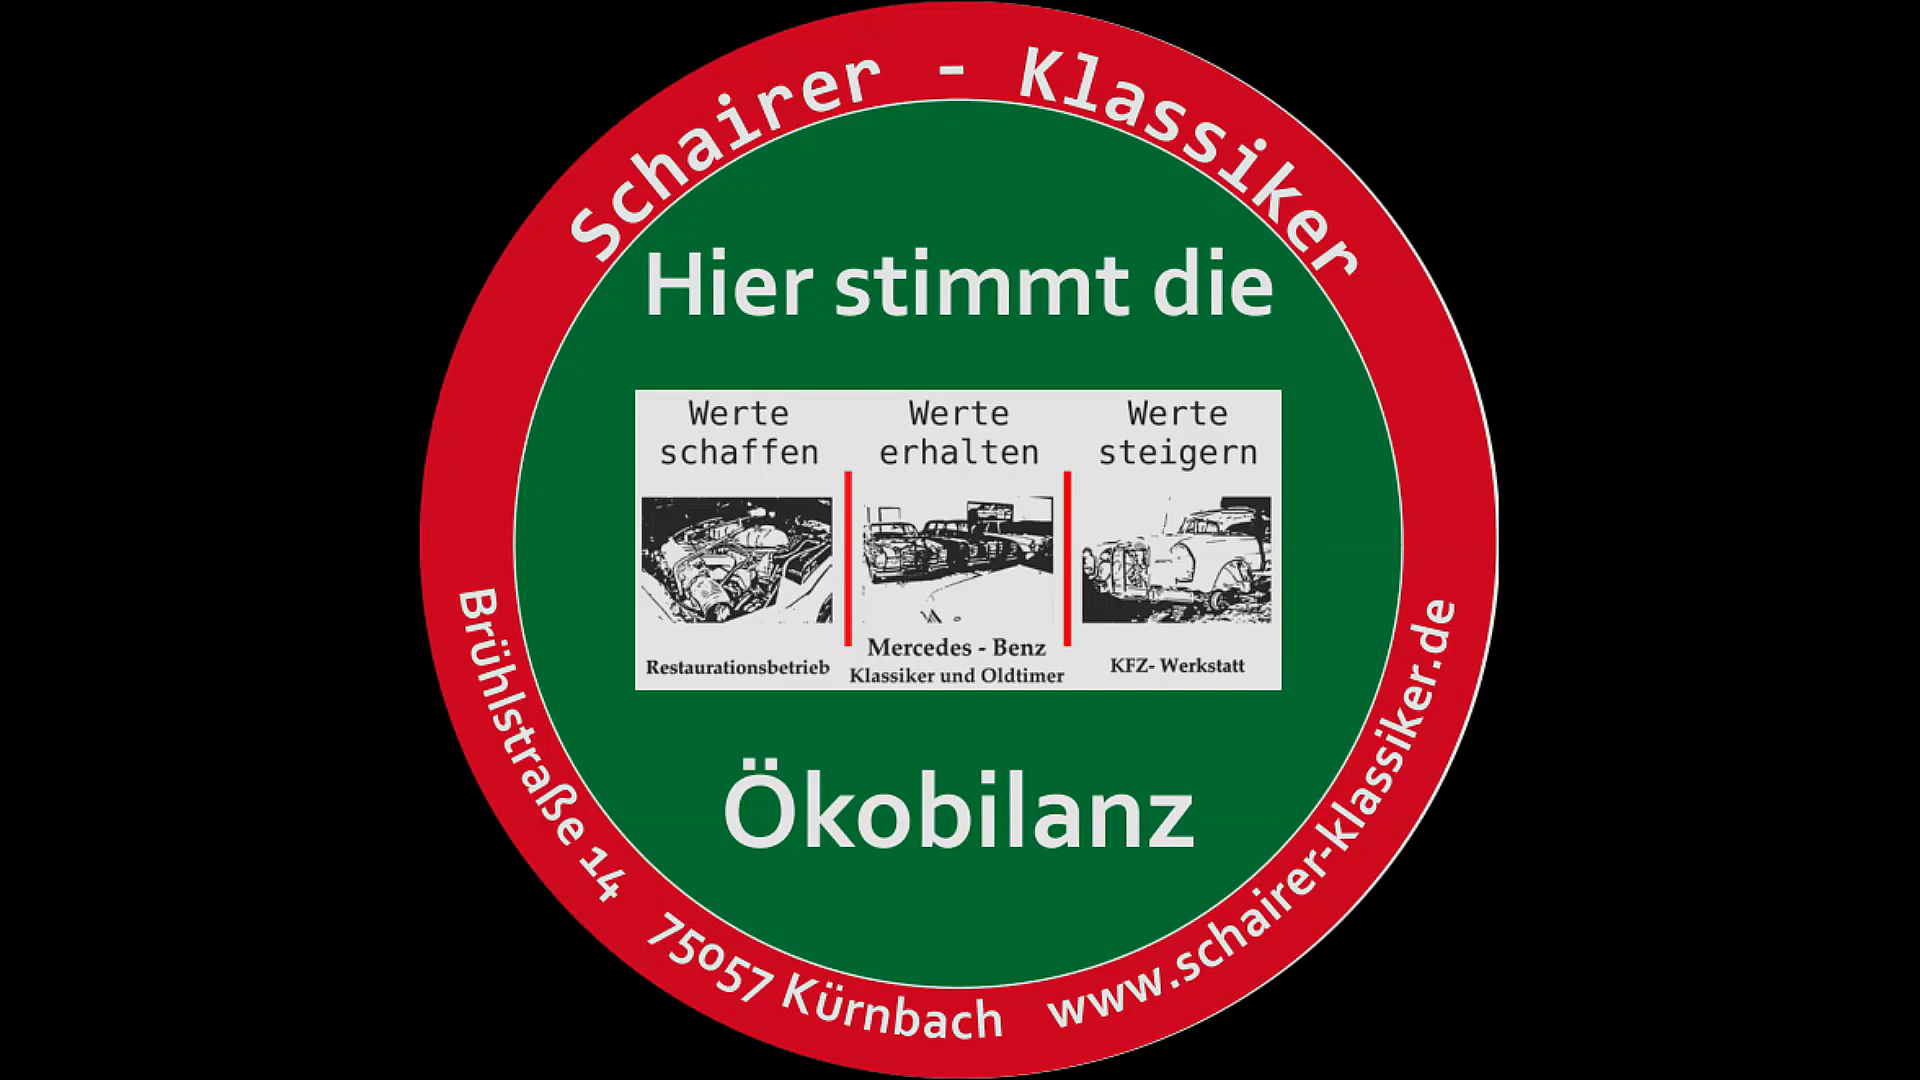 Schairer - Klassiker
Hier stimmt die
Werte schaffen
Werte erhalten
Werte steigern
Restaurationsbetrieb
Mercedes - Benz
Klassiker und Oldtimer
KFZ- Werkstatt
Ökobilanz
Brühlstraße 14 75057 Kürnbach www.schairer-klassiker.de